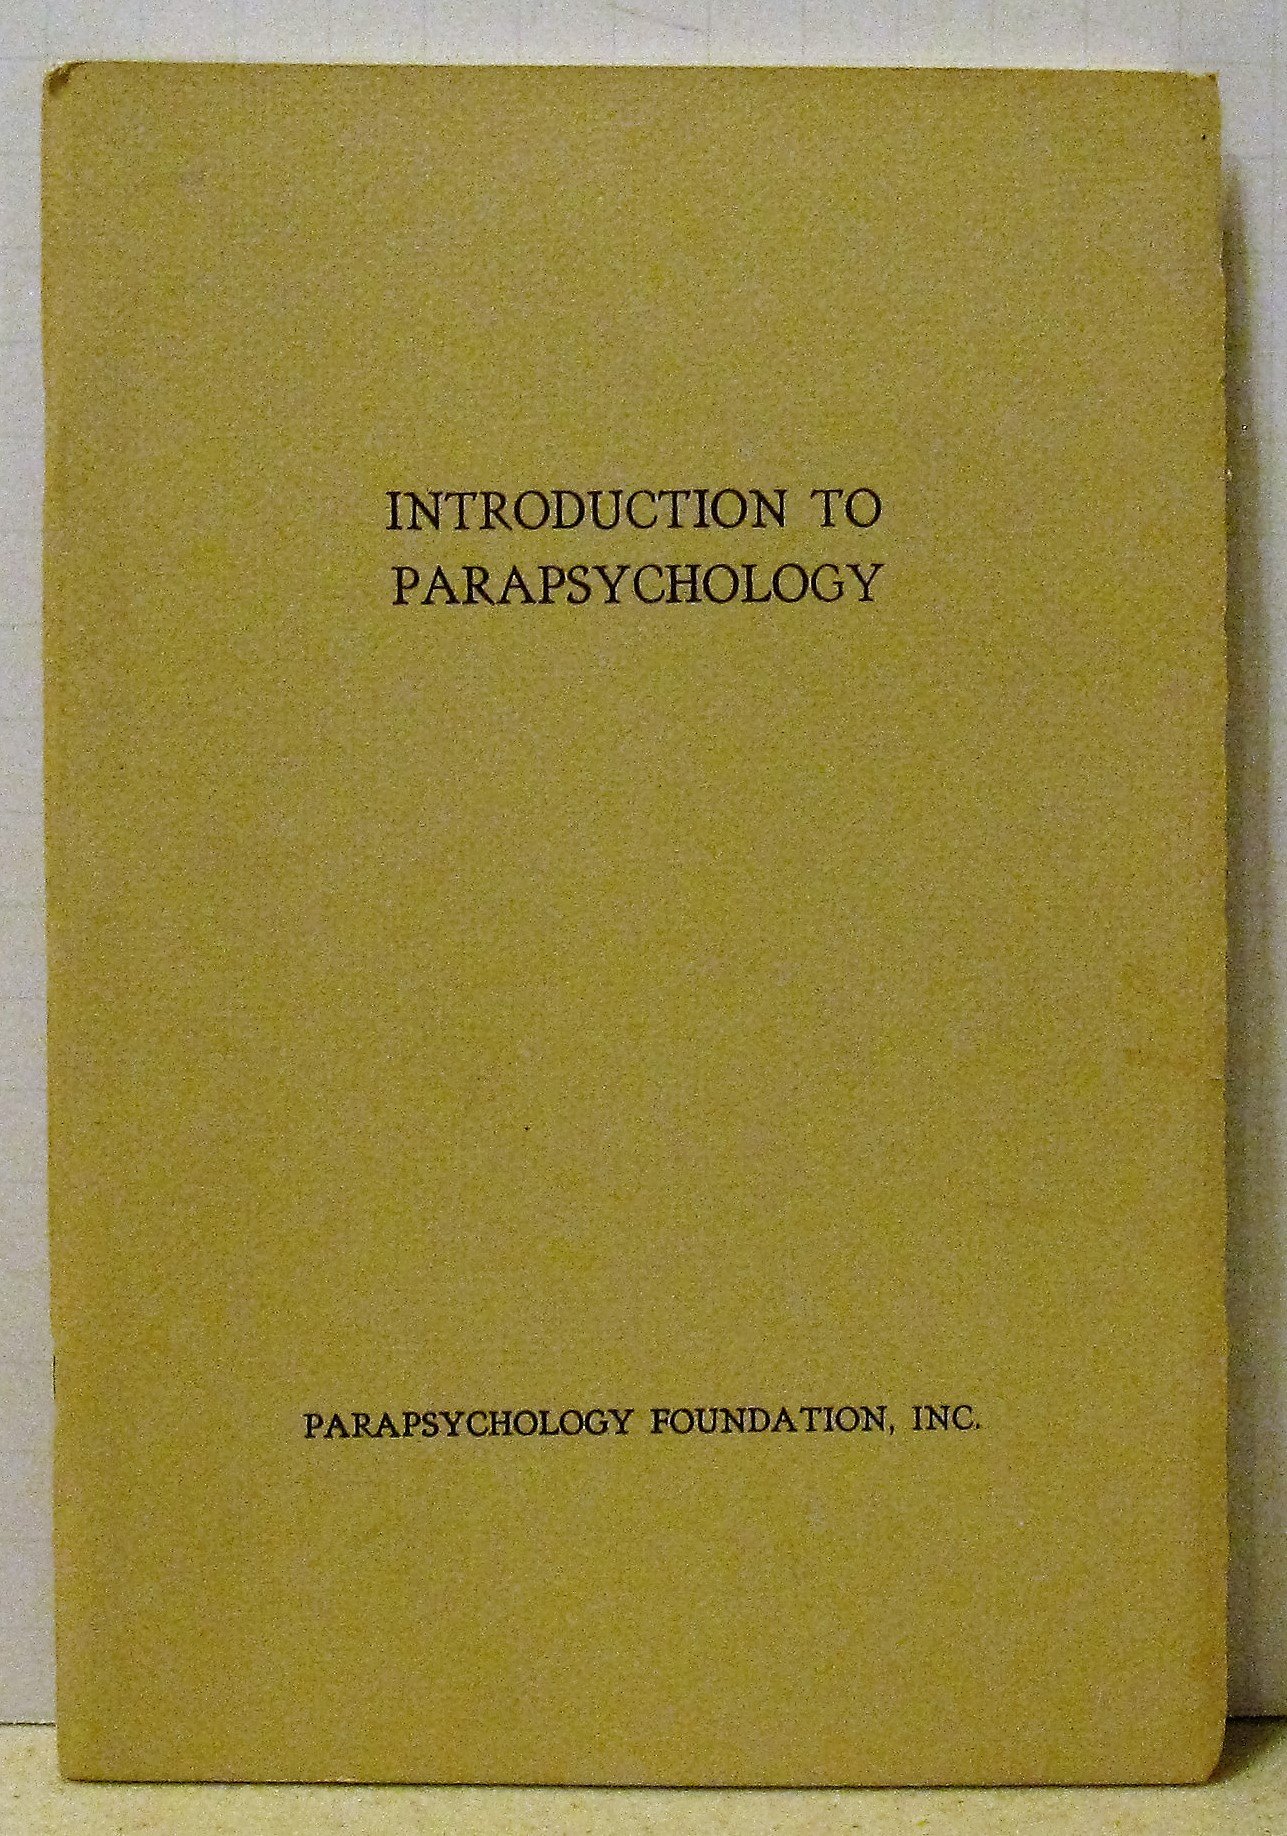 INTRODUCTION TO
PARAPSYCHOLOGY
PARAPSYCHOLOGY FOUNDATION, INC.